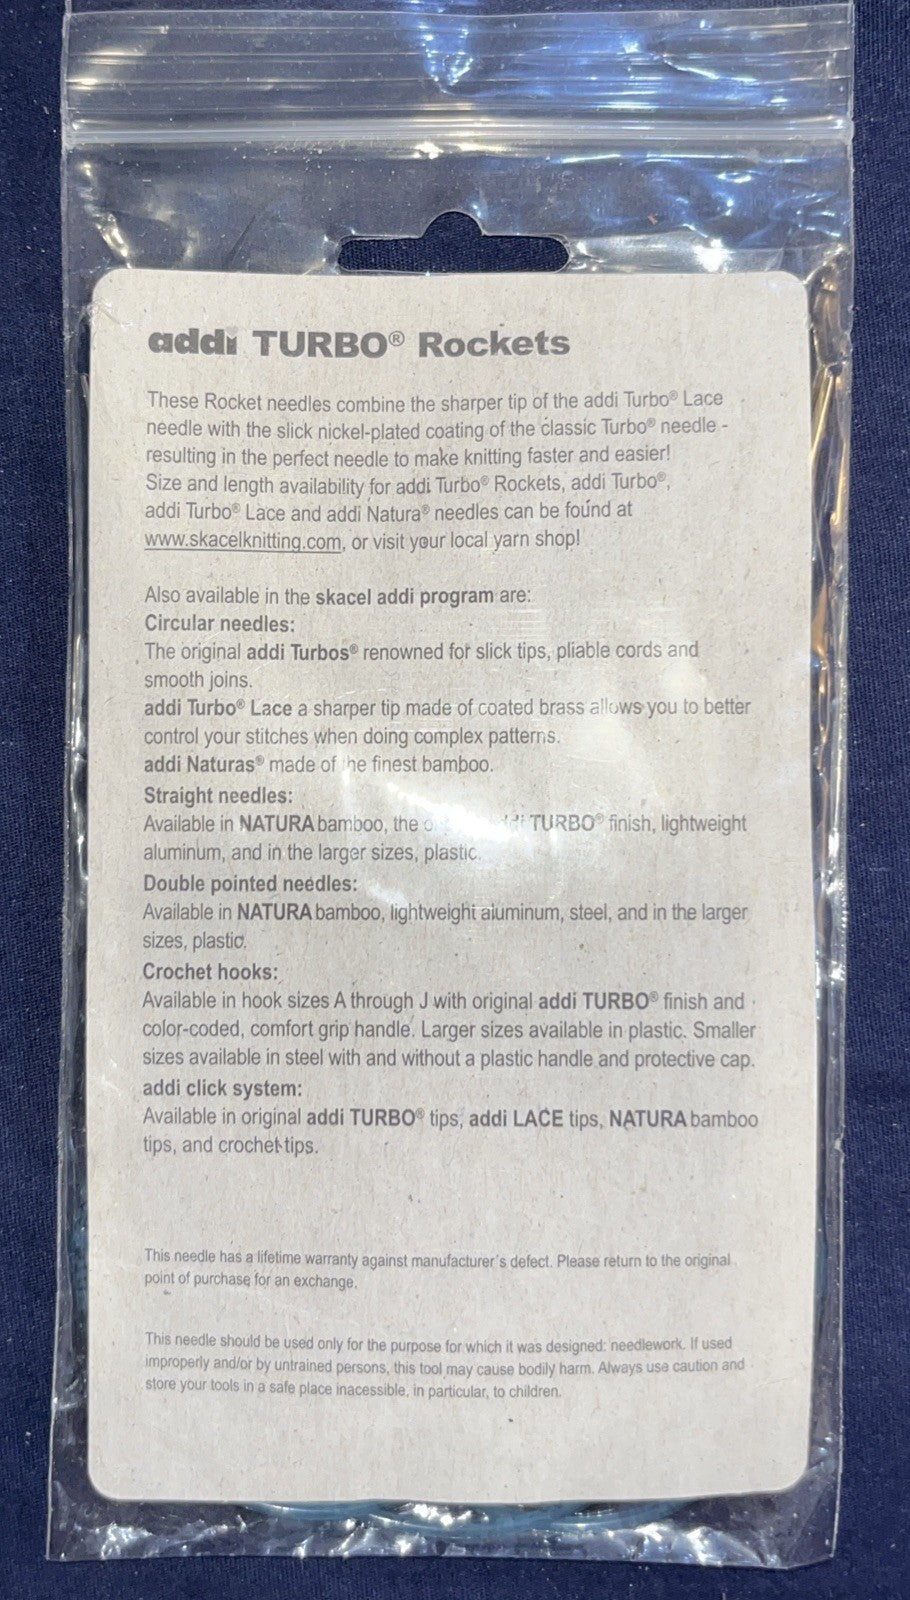 addi TURBO® Rockets
These Rocket needles combine the sharper tip of the addi Turbo® Lace
needle with the slick nickel-plated coating of the classic Turbo® needle -
resulting in the perfect needle to make knitting faster and easier!
Size and length availability for addi Turbo® Rockets, addi Turbo®,
addi Turbo® Lace and addi Natura® needles can be found at
www.skacelknitting.com, or visit your local yarn shop!
Also available in the skacel addi program are:
Circular needles:
The original addi Turbos® renowned for slick tips, pliable cords and
smooth joins.
addi Turbo® Lace a sharper tip made of coated brass allows you to better
control your stitches when doing complex patterns.
addi Naturas® made of the finest bamboo.
Straight needles:
Available in NATURA bamboo, the TURBO® finish, lightweight
aluminum, and in the larger sizes, plastic.
Double pointed needles:
Available in NATURA bamboo, lightweight aluminum, steel, and in the larger
sizes, plastic.
Crochet hooks:
Available in hook sizes A through J with original addi TURBO® finish and
color-coded, comfort grip handle. Larger sizes available in plastic. Smaller
sizes available in steel with and without a plastic handle and protective cap.
addi click system:
Available in original addi TURBO® tips, addi LACE tips, NATURA bamboo
tips, and crochet tips.
This needle has a lifetime warranty against manufacturer´s defect. Please return to the original
point of purchase for an exchange.
This needle should be used only for the purpose for which it was designed: needlework. If used
improperly and/or by untrained persons, this tool may cause bodily harm. Always use caution and
store your tools in a safe place inacessible, in particular, to children.